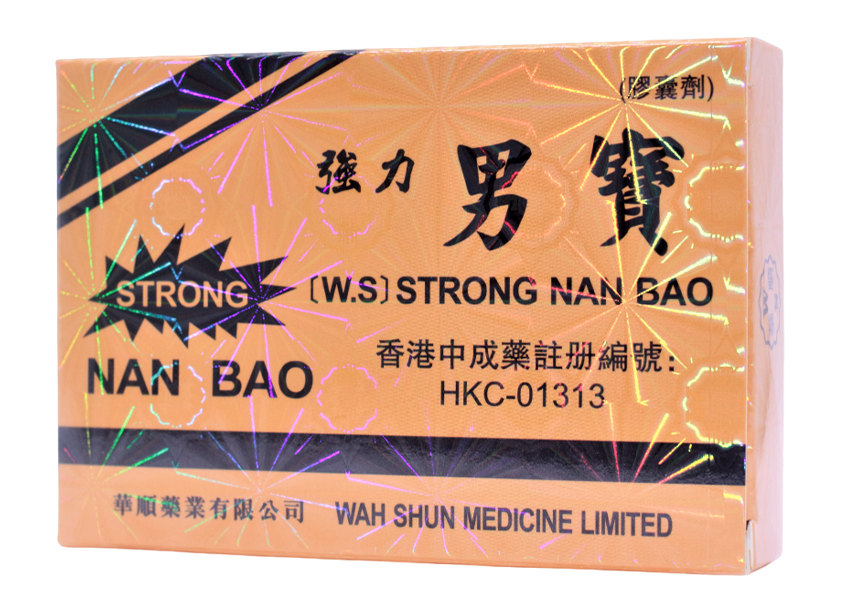 (膠囊劑)
強力 男寶
STRONG
〔W.S〕STRONG NAN BAO
NAN BAO
香港中成藥註册編號:
HKC-01313
華順藥業有限公司 WAH SHUN MEDICINE LIMITED